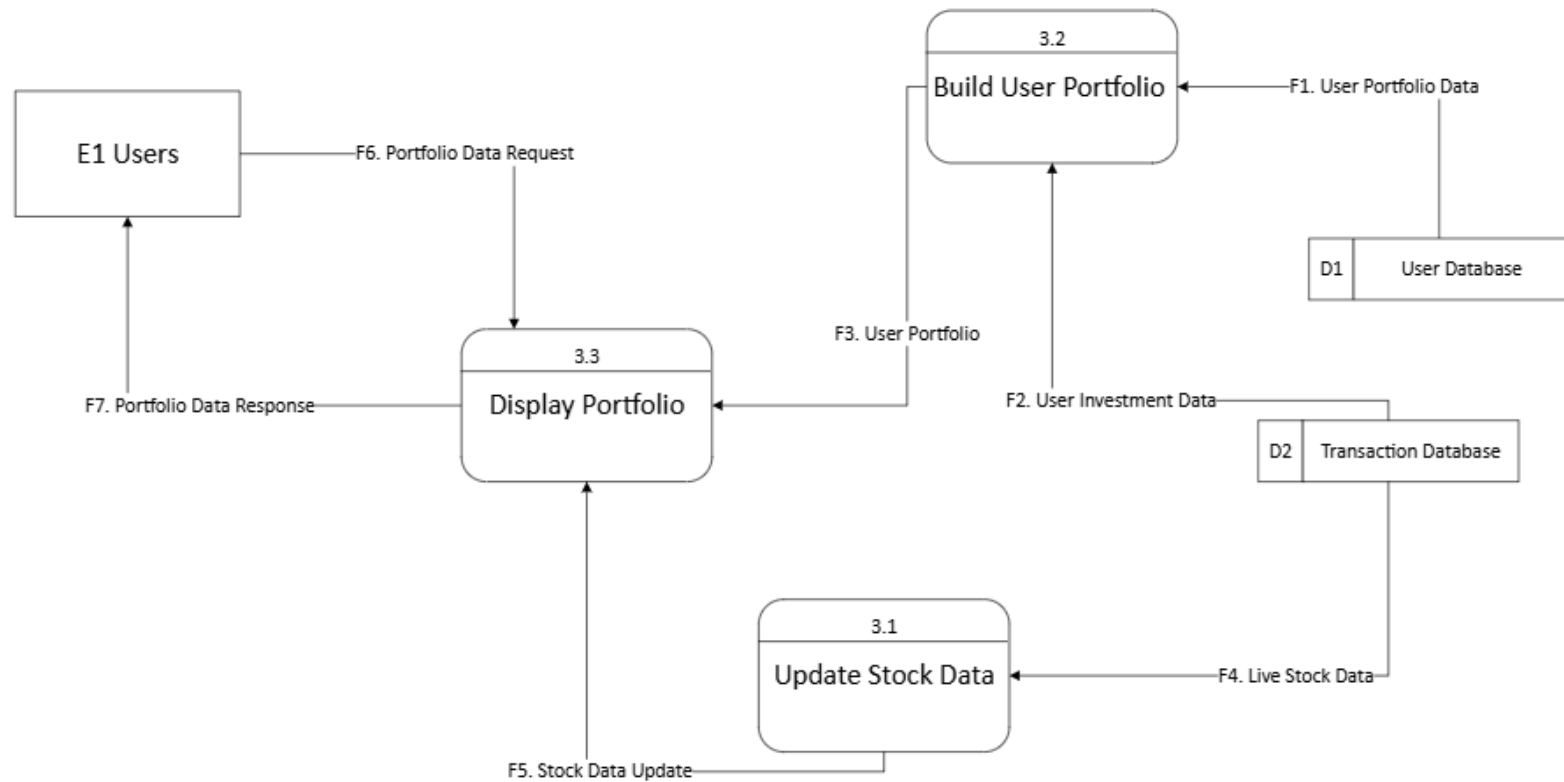 3.2
Build User Portfolio
F1. User Portfolio Data
E1 Users
F6. Portfolio Data Request
D1
User Database
F3. User Portfolio
3.3
Display Portfolio
F7. Portfolio Data Response
F2. User Investment Data
D2
Transaction Database
3.1
Update Stock Data
F4. Live Stock Data
F5. Stock Data Update